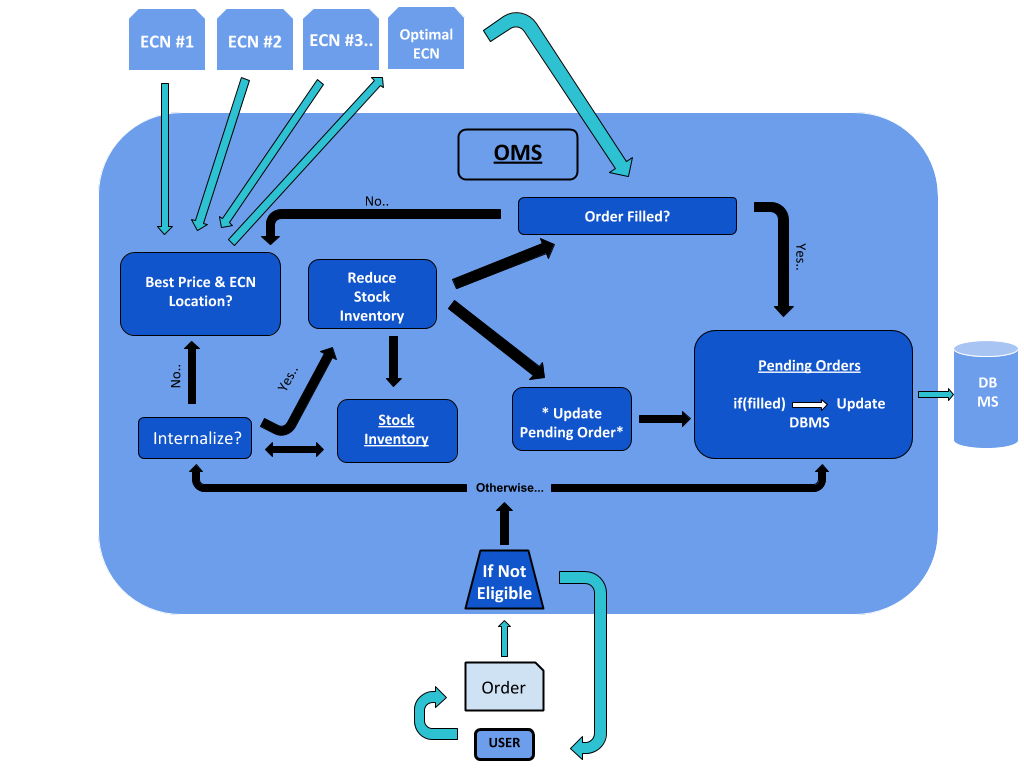 ECN #1
ECN #2
ECN #3..
Optimal
ECN
OMS
No..
Order Filled?
Yes..
Best Price & ECN
Location?
Reduce
Stock
Inventory
Pending Orders
if(filled) Update
DBMS
DB
MS
No..
Yes..
Internalize?
Stock
Inventory
* Update
Pending Order*
Otherwise...
If Not
Eligible
Order
USER